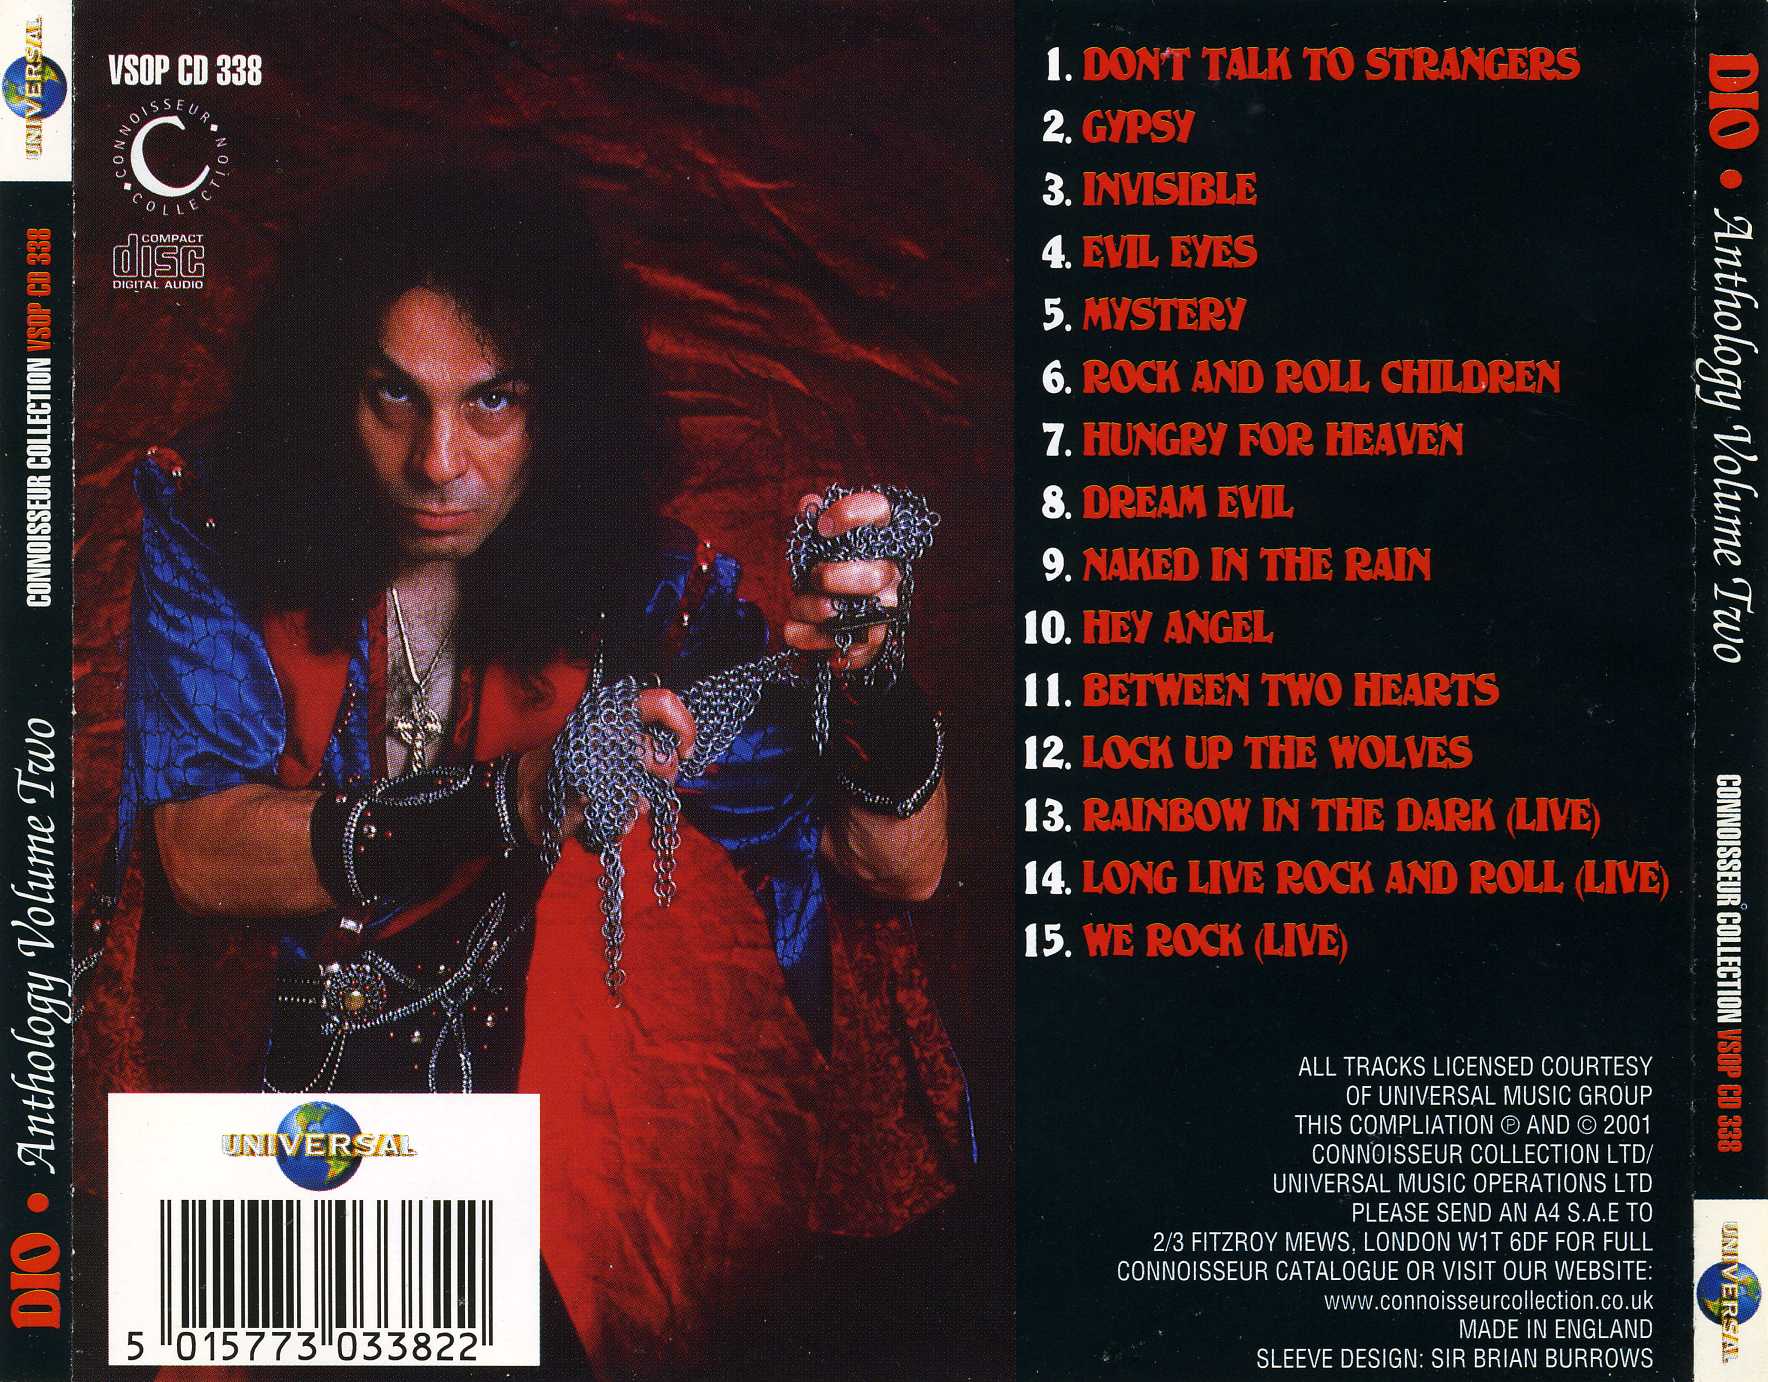 UNIVERSAL
CONNOISSEUR COLLECTION VSOP CD 338
DIO • Anthology Volume Two
VSOP CD 338
CONNOISSEUR
C
COLLECTION
COMPACT
disc
DIGITAL AUDIO
1. DON'T TALK TO STRANGERS
2. GYPSY
3. INVISIBLE
4. EVIL EYES
5. MYSTERY
6. ROCK AND ROLL CHILDREN
7. HUNGRY FOR HEAVEN
8. DREAM EVIL
9. NAKED IN THE RAIN
10. HEY ANGEL
11. BETWEEN TWO HEARTS
12. LOCK UP THE WOLVES
13. RAINBOW IN THE DARK (LIVE)
14. LONG LIVE ROCK AND ROLL (LIVE)
15. WE ROCK (LIVE)
ALL TRACKS LICENSED COURTESY
OF UNIVERSAL MUSIC GROUP
THIS COMPLIATION ℗ AND © 2001
CONNOISSEUR COLLECTION LTD/
UNIVERSAL MUSIC OPERATIONS LTD
PLEASE SEND AN A4 S.A.E TO
2/3 FITZROY MEWS, LONDON W1T 6DF FOR FULL
CONNOISSEUR CATALOGUE OR VISIT OUR WEBSITE:
www.connoisseurcollection.co.uk
MADE IN ENGLAND
SLEEVE DESIGN: SIR BRIAN BURROWS
UNIVERSAL
5 015773 033822
DIO • Anthology Volume Two
CONNOISSEUR COLLECTION VSOP CD 338
UNIVERSAL